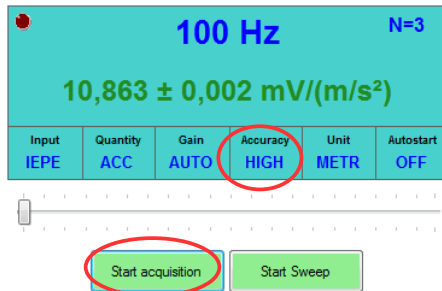 100 Hz N=3
10,863 ± 0,002 mV/(m/s²)
Input Quantity Gain Accuracy Unit Autostart
IEPE ACC AUTO HIGH METR OFF
Start acquisition Start Sweep